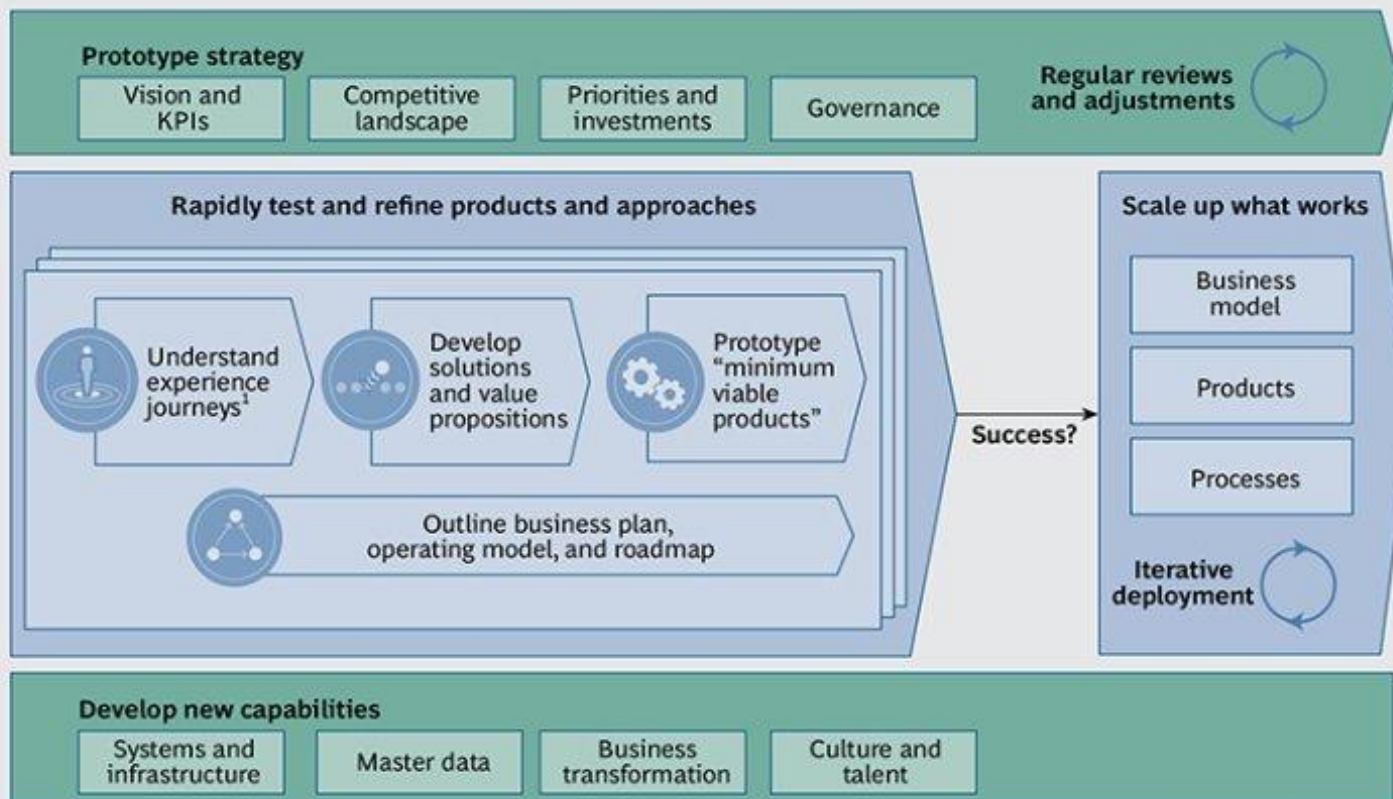 Prototype strategy
Vision and
KPIs
Competitive
landscape
Priorities and
investments
Governance
Regular reviews
and adjustments
Rapidly test and refine products and approaches
Understand
experience
journeys¹
Develop
solutions
and value
propositions
Prototype
“minimum
viable
products”
Outline business plan,
operating model, and roadmap
Success?
Scale up what works
Business
model
Products
Processes
Iterative
deployment
Develop new capabilities
Systems and
infrastructure
Master data
Business
transformation
Culture and
talent